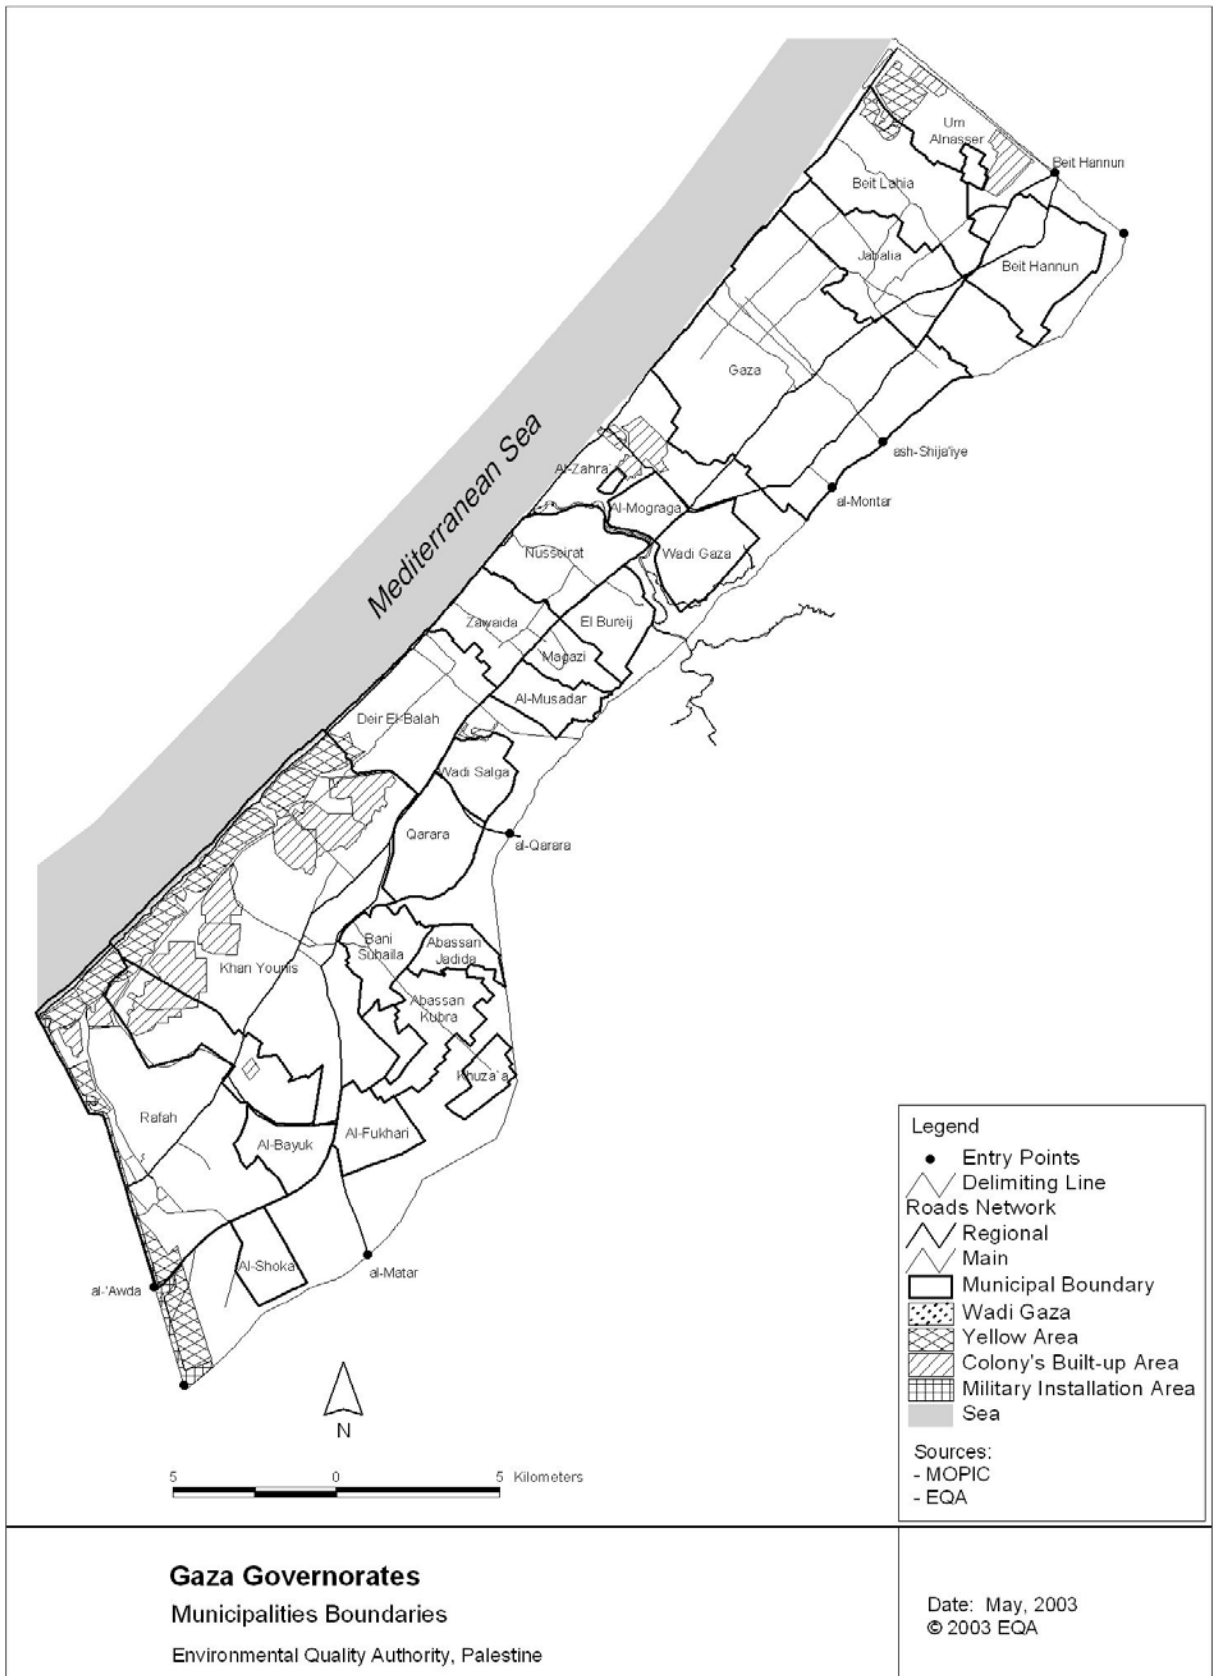 Um
Alnasser
Beit Hannun
Beit Lahia
Jabalia
Beit Hannun
Gaza
ash-Shija'iye
Al-Zahra'
al-Montar
Al-Mograga
Mediterranean Sea
Nusseirat
Wadi Gaza
Zawaida
El Bureij
Magazi
Al-Musadar
Deir El-Balah
Wadi Salga
Qarara
al-Qarara
Bani
Suhaila
Abassan
Jadida
Khan Younis
Abassan
Kubra
Khuza`a
Rafah
Al-Bayuk
Al-Fukhari
Al-Shoka
al-Matar
al-'Awda
N
5 0 5 Kilometers
Legend
Entry Points
Delimiting Line
Roads Network
Regional
Main
Municipal Boundary
Wadi Gaza
Yellow Area
Colony's Built-up Area
Military Installation Area
Sea
Sources:
- MOPIC
- EQA
Gaza Governorates
Municipalities Boundaries
Environmental Quality Authority, Palestine
Date: May, 2003
© 2003 EQA